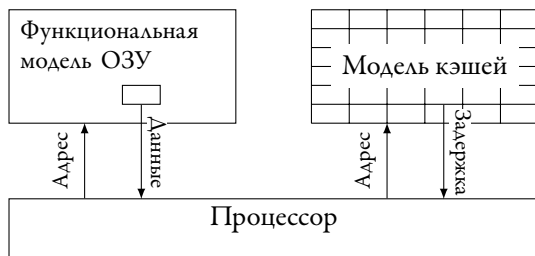 Функциональная
модель ОЗУ
Модель кэшей
Адрес
Данные
Адрес
Задержка
Процессор